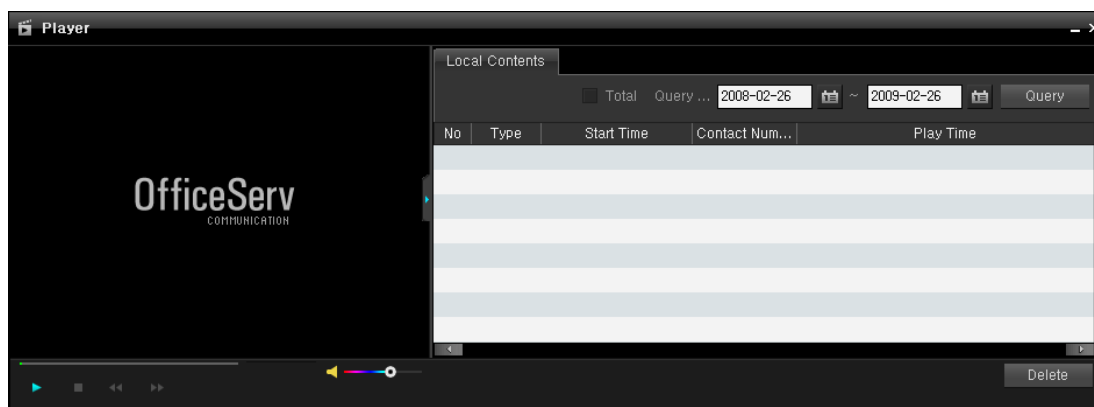 Player
Local Contents
Total Query ... 2008-02-26 ~ 2009-02-26 Query
No Type Start Time Contact Num... Play Time
OfficeServ
COMMUNICATION
Delete